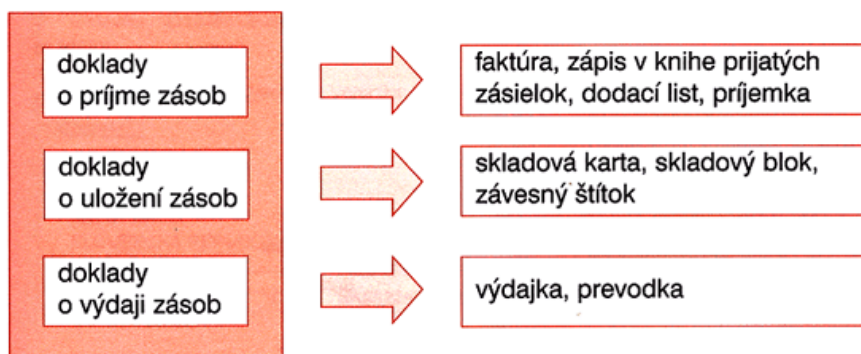 doklady
o príjme zásob
faktúra, zápis v knihe prijatých
zásielok, dodací list, príjemka
doklady
o uložení zásob
skladová karta, skladový blok,
závesný štítok
doklady
o výdaji zásob
výdajka, prevodka